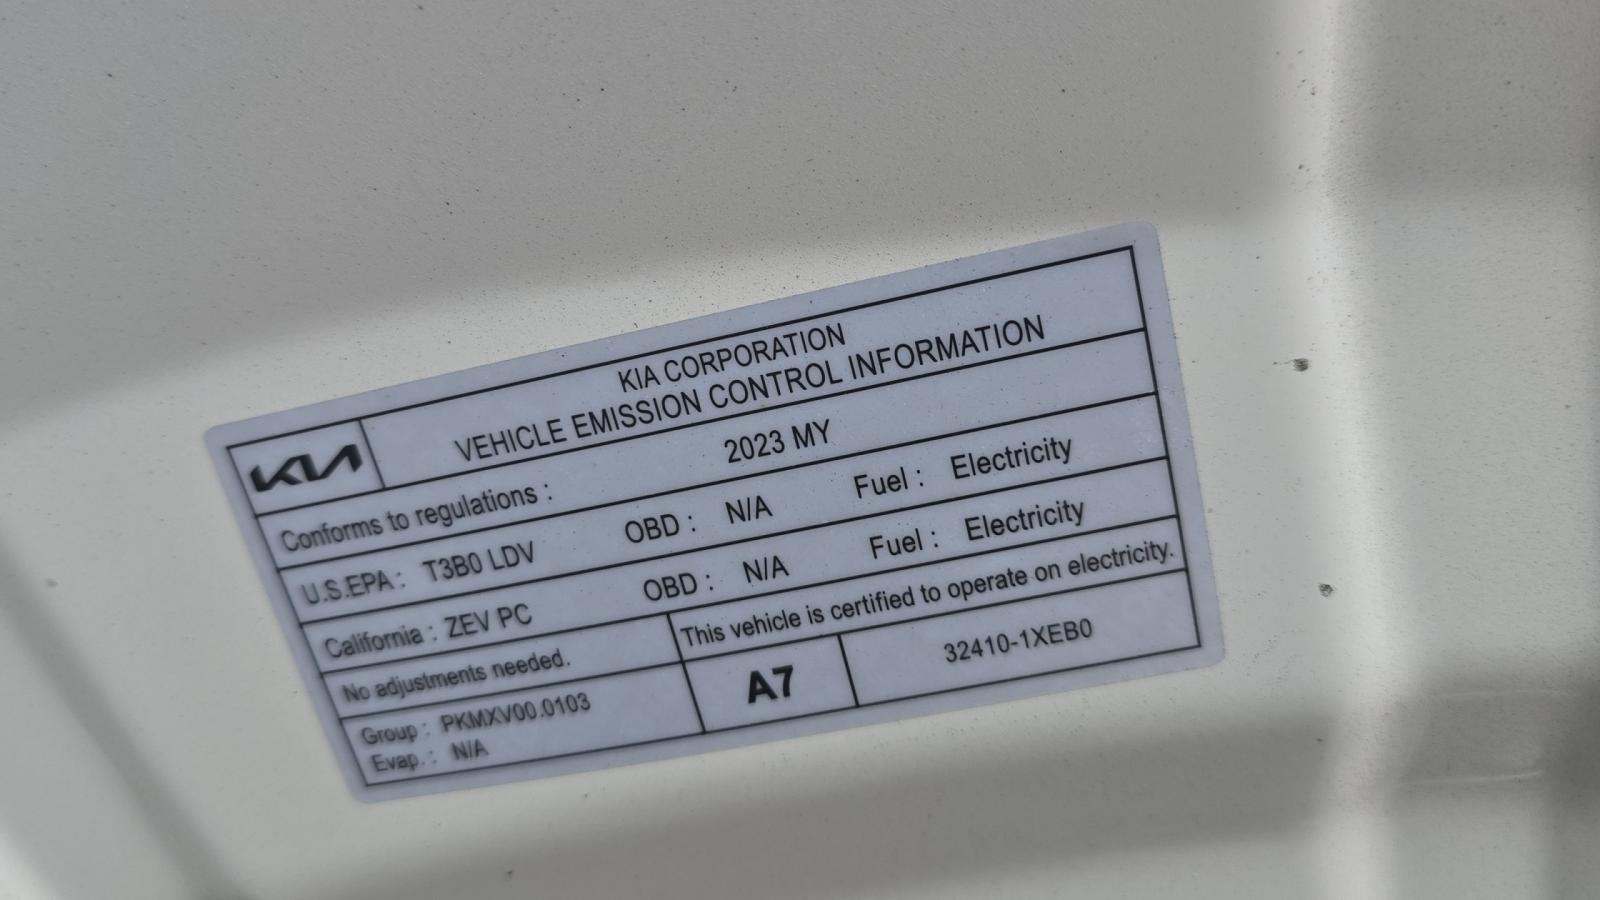 KIA
KIA CORPORATION
VEHICLE EMISSION CONTROL INFORMATION
Conforms to regulations : 2023 MY
U.S.EPA : T3B0 LDV OBD : N/A Fuel : Electricity
California : ZEV PC OBD : N/A Fuel : Electricity
No adjustments needed. This vehicle is certified to operate on electricity.
Group : PKMXV00.0103
Evap. : N/A
A7
32410-1XEB0